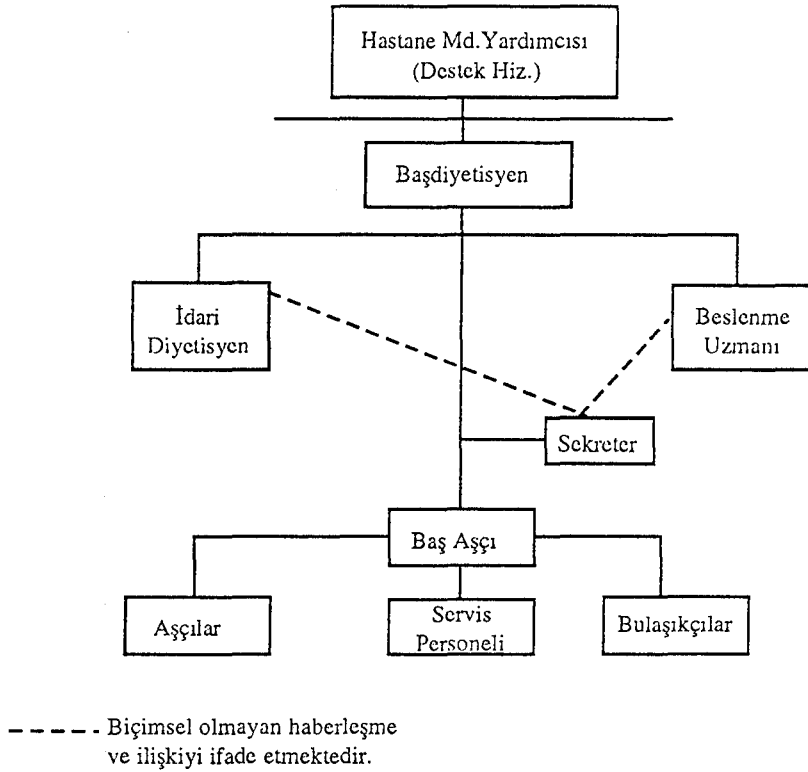 Hastane Md.Yardımcısı
(Destek Hiz.)
Başdiyetisyen
İdari
Diyetisyen
Beslenme
Uzmanı
Sekreter
Baş Aşçı
Aşçılar
Servis
Personeli
Bulaşıkçılar
Biçimsel olmayan haberleşme
ve ilişkiyi ifade etmektedir.